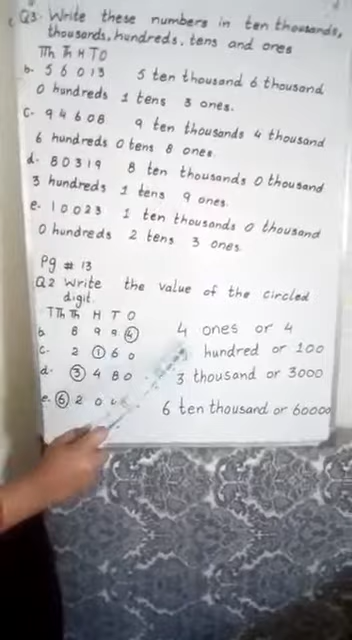 Q3. Write these numbers in ten thousands,
thousands, hundreds, tens and ones
TTh Th H T O
b. 5 6 0 1 3 5 ten thousand 6 thousand
0 hundreds 1 tens 3 ones.
c. 9 4 6 0 8 9 ten thousands 4 thousand
6 hundreds 0 tens 8 ones.
d. 8 0 3 1 9 8 ten thousands 0 thousand
3 hundreds 1 tens 9 ones.
e. 1 0 0 2 3 1 ten thousands 0 thousand
0 hundreds 2 tens 3 ones
Pg # 13
Q2 Write the value of the circled
digit.
TTh Th H T O
b. 8 9 9 4 4 ones or 4
c. 2 1 6 0 hundred or 100
d. 3 4 8 0 3 thousand or 3000
e. 6 2 0 6 ten thousand or 60000